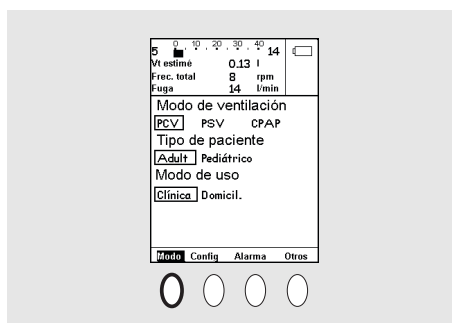 0 10 20 30 40
5 14
Vt estimé 0.13 l
Frec. total 8 rpm
Fuga 14 l/min
Modo de ventilación
PCV PSV CPAP
Tipo de paciente
Adult Pediátrico
Modo de uso
Clínica Domicil.
Modo Config Alarma Otros